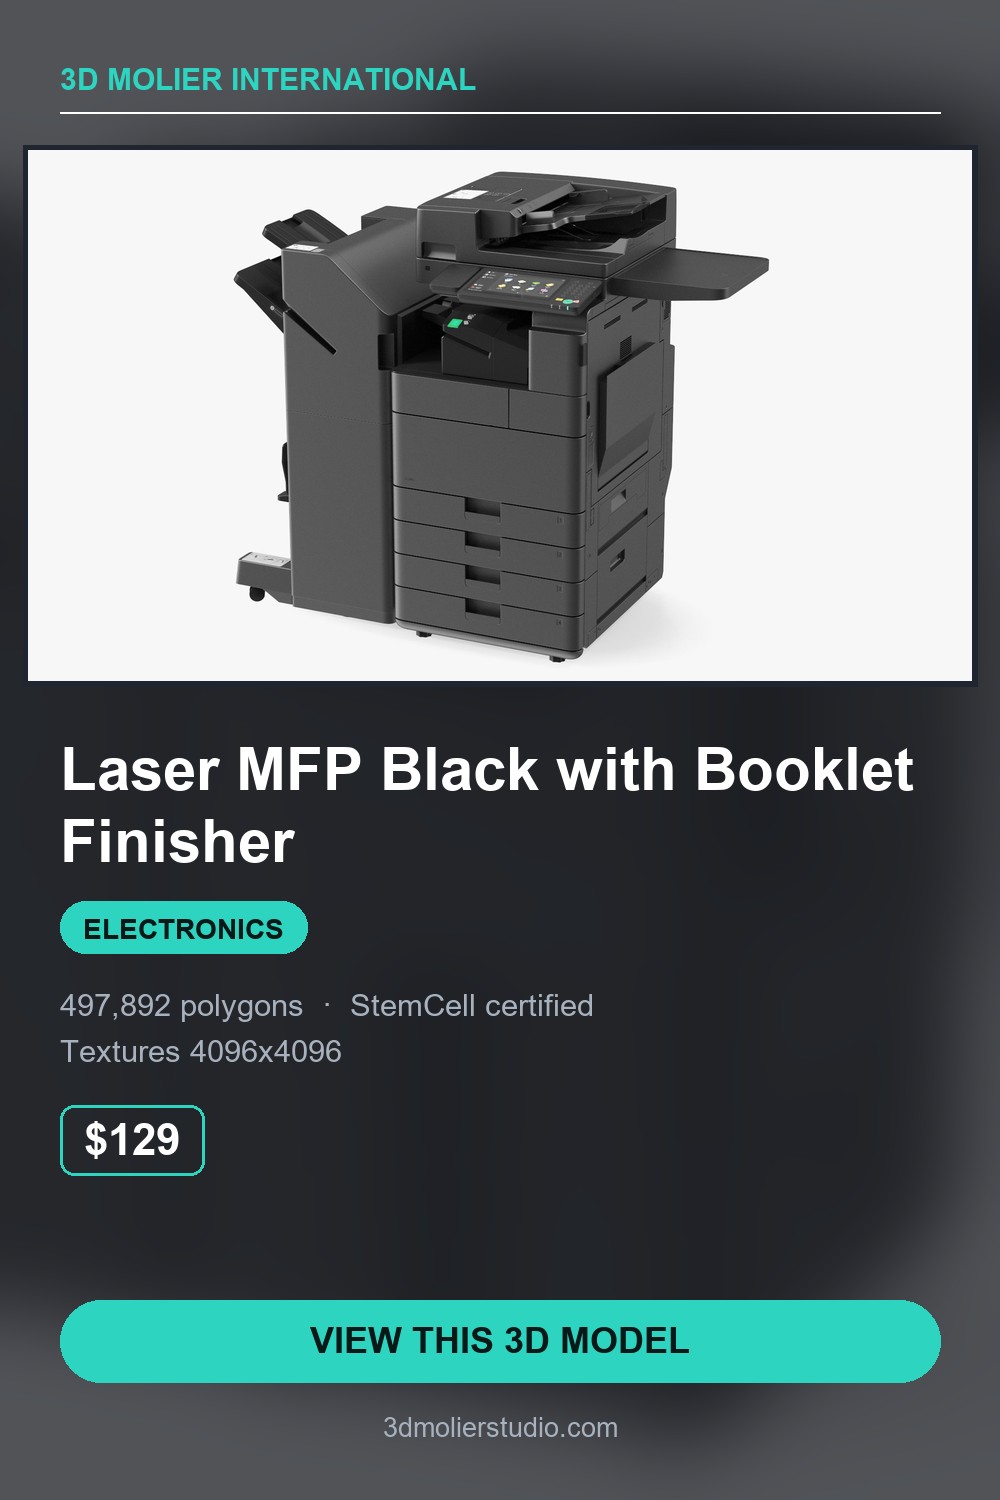 3D MOLIER INTERNATIONAL
Laser MFP Black with Booklet
Finisher
ELECTRONICS
497,892 polygons · StemCell certified
Textures 4096x4096
$129
VIEW THIS 3D MODEL
3dmolierstudio.com